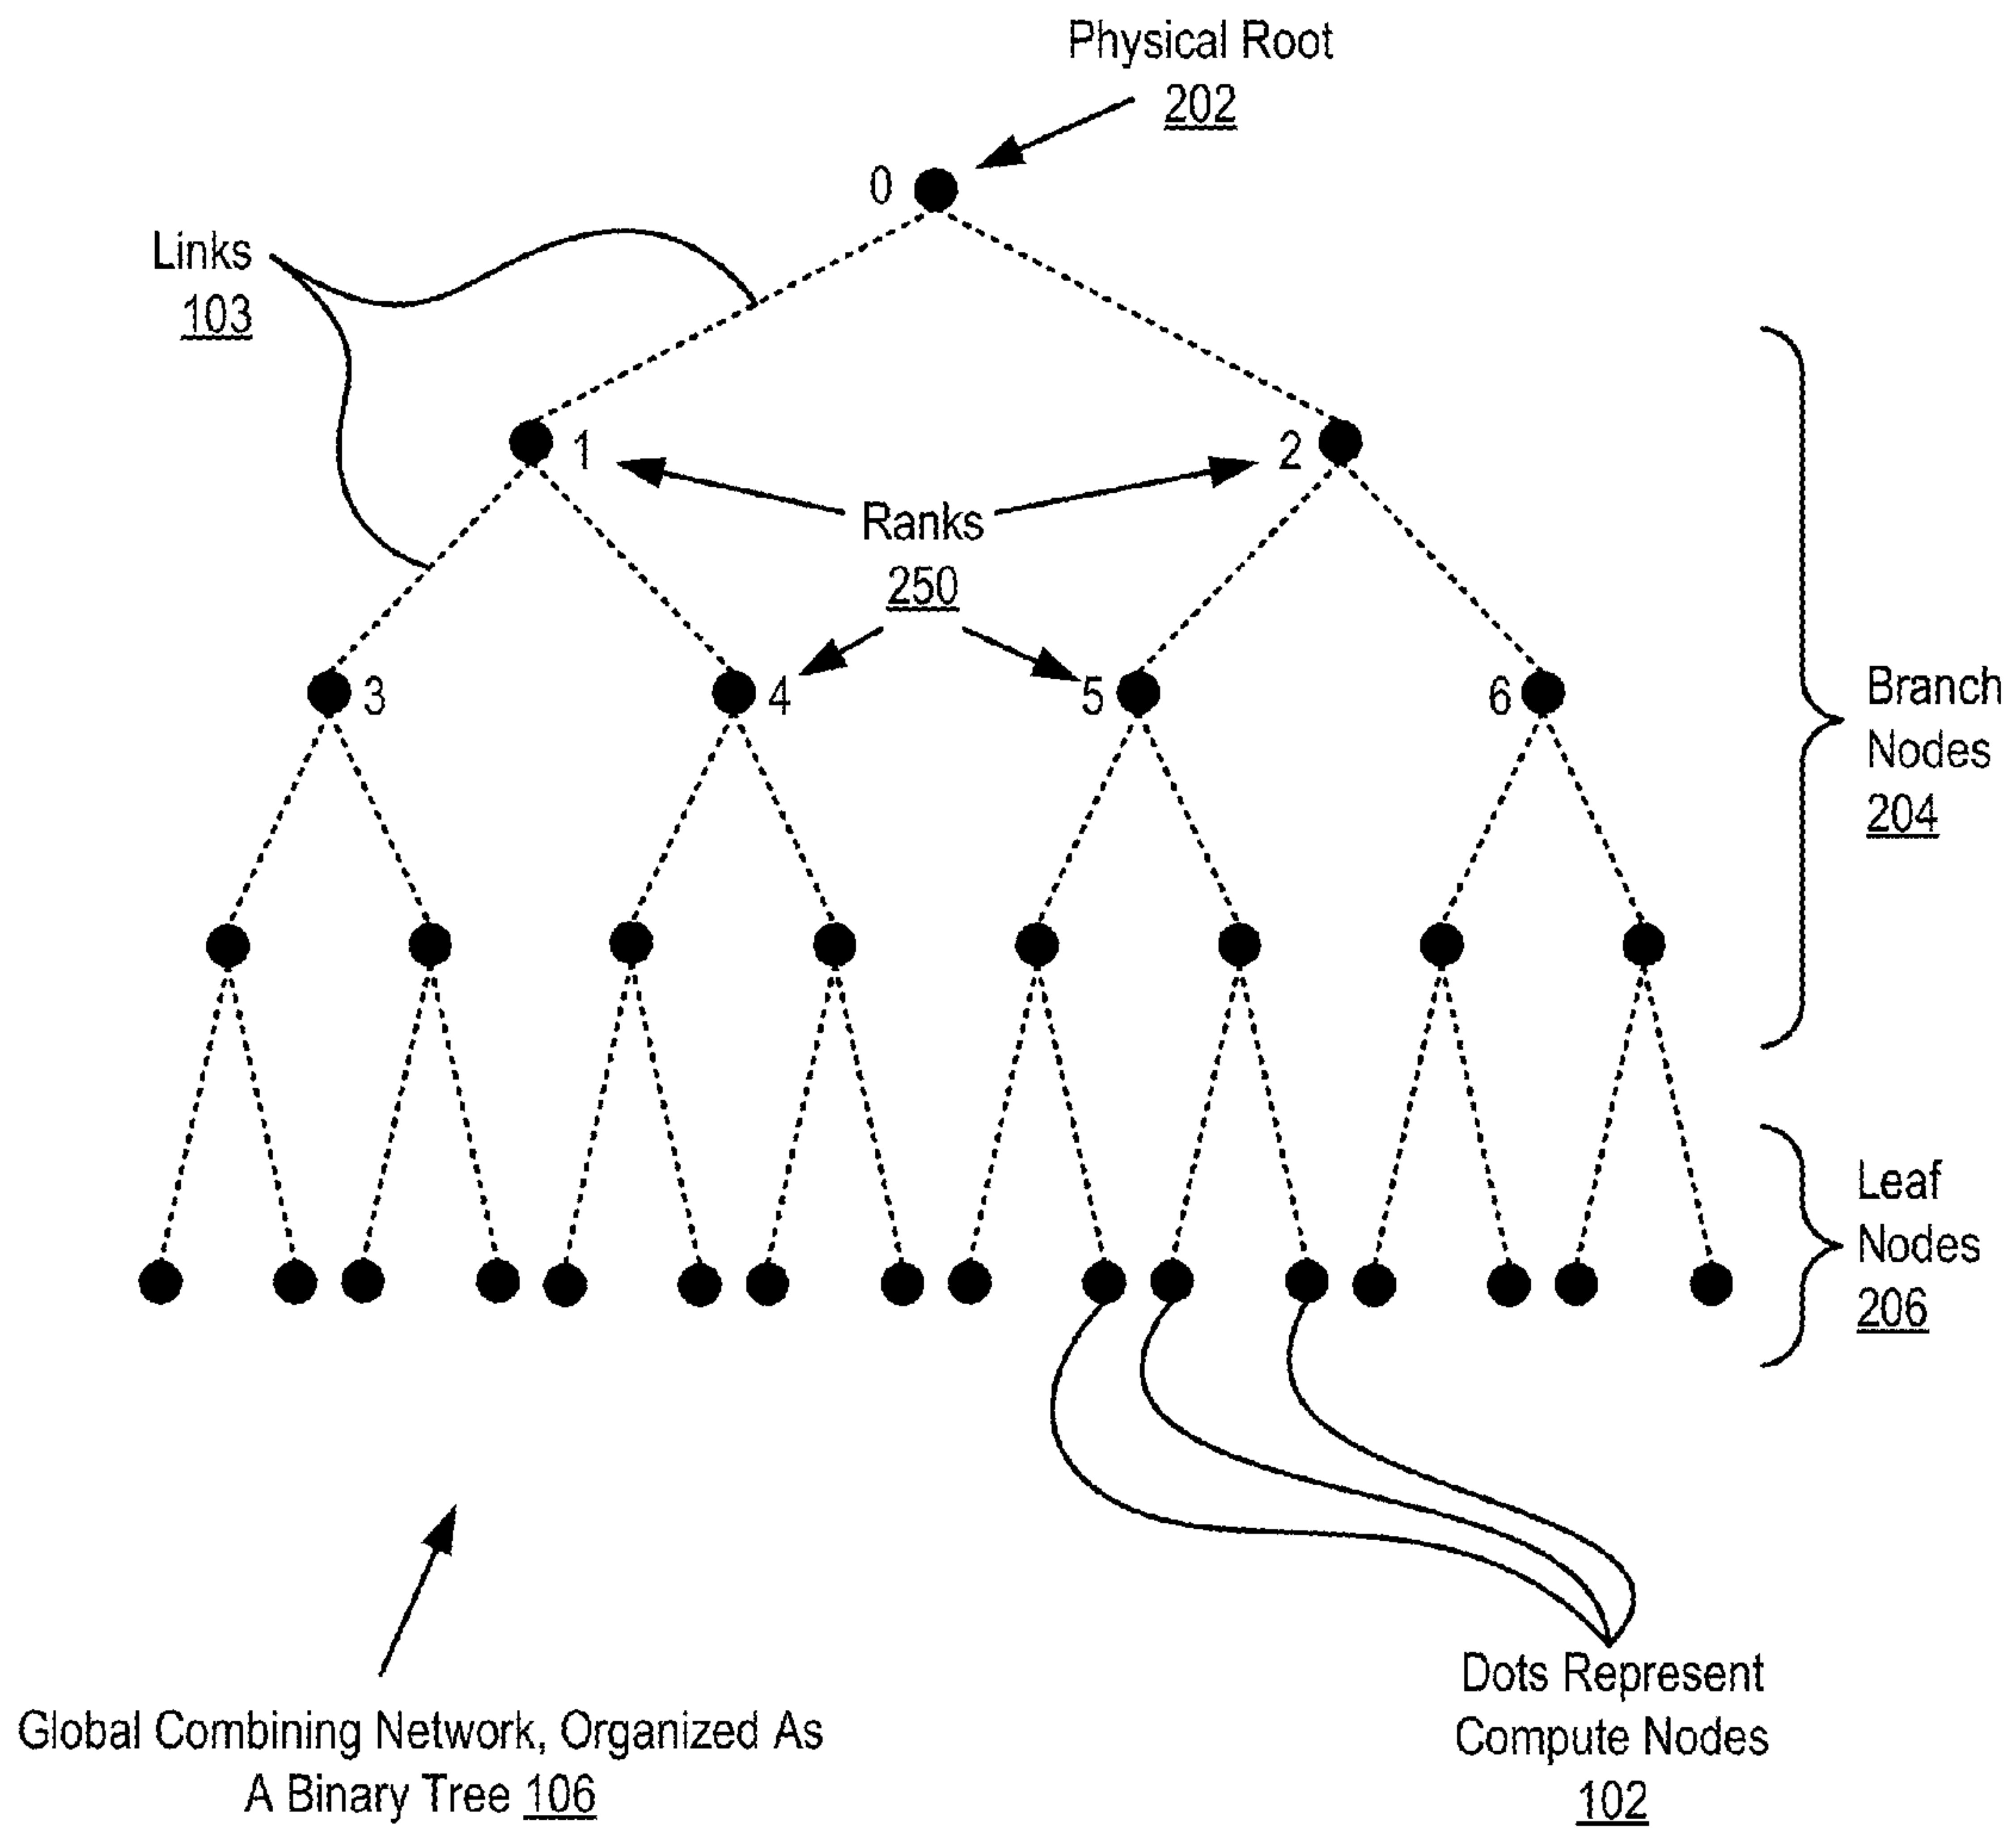 Physical Root
202
0
Links
103
1
2
Ranks
250
3
4
5
6
Branch
Nodes
204
Leaf
Nodes
206
Dots Represent
Compute Nodes
102
Global Combining Network, Organized As
A Binary Tree 106